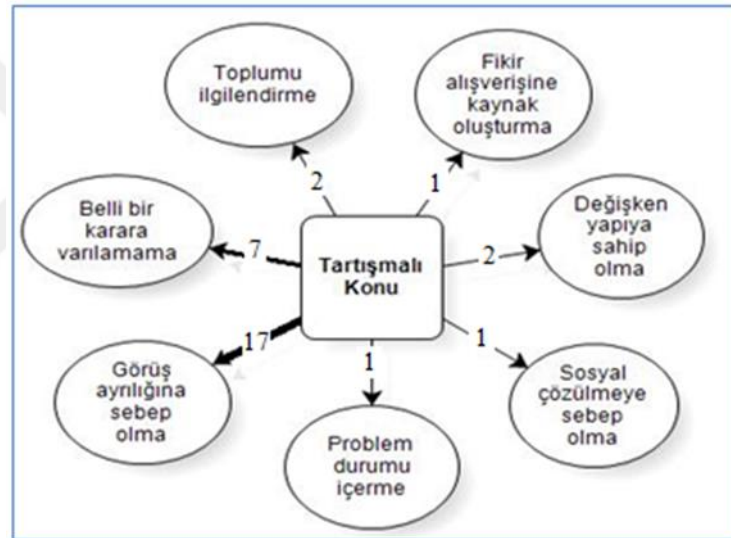 Toplumu
ilgilendirme
Fikir
alışverişine
kaynak
oluşturma
2
1
Belli bir
karara
varılamama
7
Tartışmalı
Konu
2
Değişken
yapıya
sahip
olma
17
1
1
Görüş
ayrılığına
sebep
olma
Problem
durumu
içerme
Sosyal
çözülmeye
sebep
olma